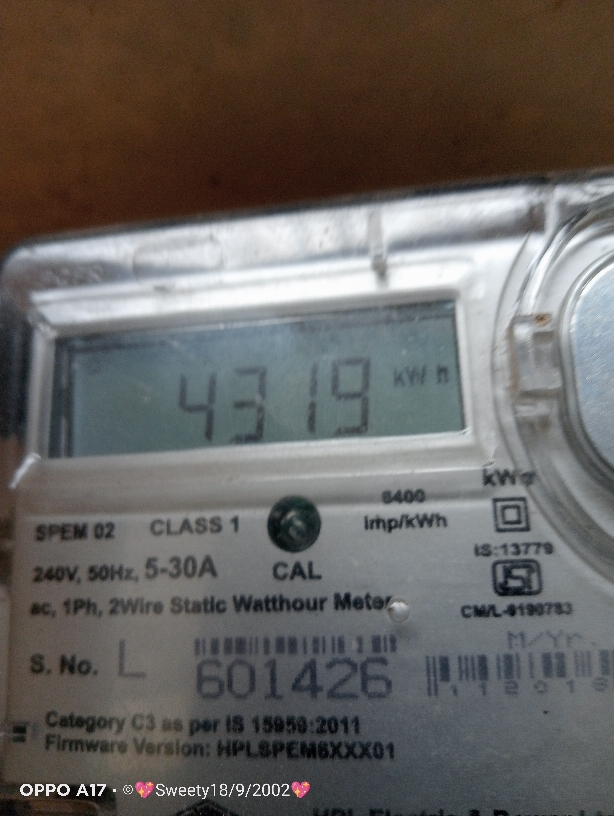 4319 kWh
SPEM 02 CLASS 1
6400
imp/kWh
240V, 50Hz, 5-30A
CAL
IS:13779
ac, 1Ph, 2Wire Static Watthour Meter
CM/L-9190783
M/Yr.
S. No. L 601426
Category C3 as per IS 15959:2011
Firmware Version: HPLSPEM6XXX01
OPPO A17 · ©💖Sweety18/9/2002💖